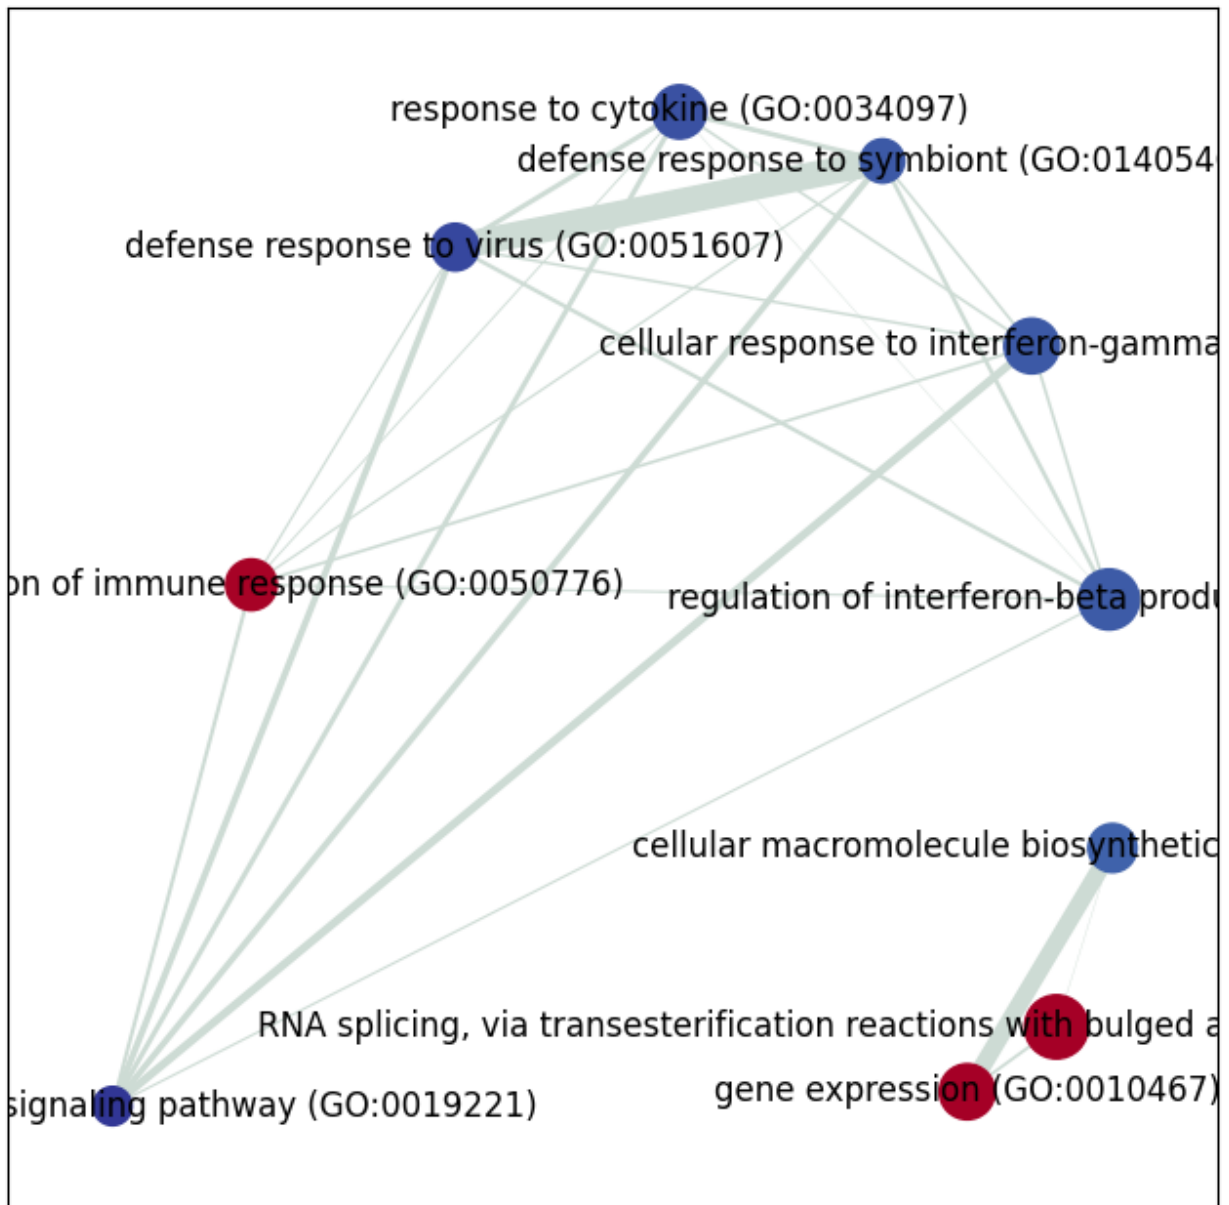 response to cytokine (GO:0034097)
defense response to symbiont (GO:014054
defense response to virus (GO:0051607)
cellular response to interferon-gamma
on of immune response (GO:0050776)
regulation of interferon-beta produ
cellular macromolecule biosynthetic
RNA splicing, via transesterification reactions with bulged a
gene expression (GO:0010467)
signaling pathway (GO:0019221)